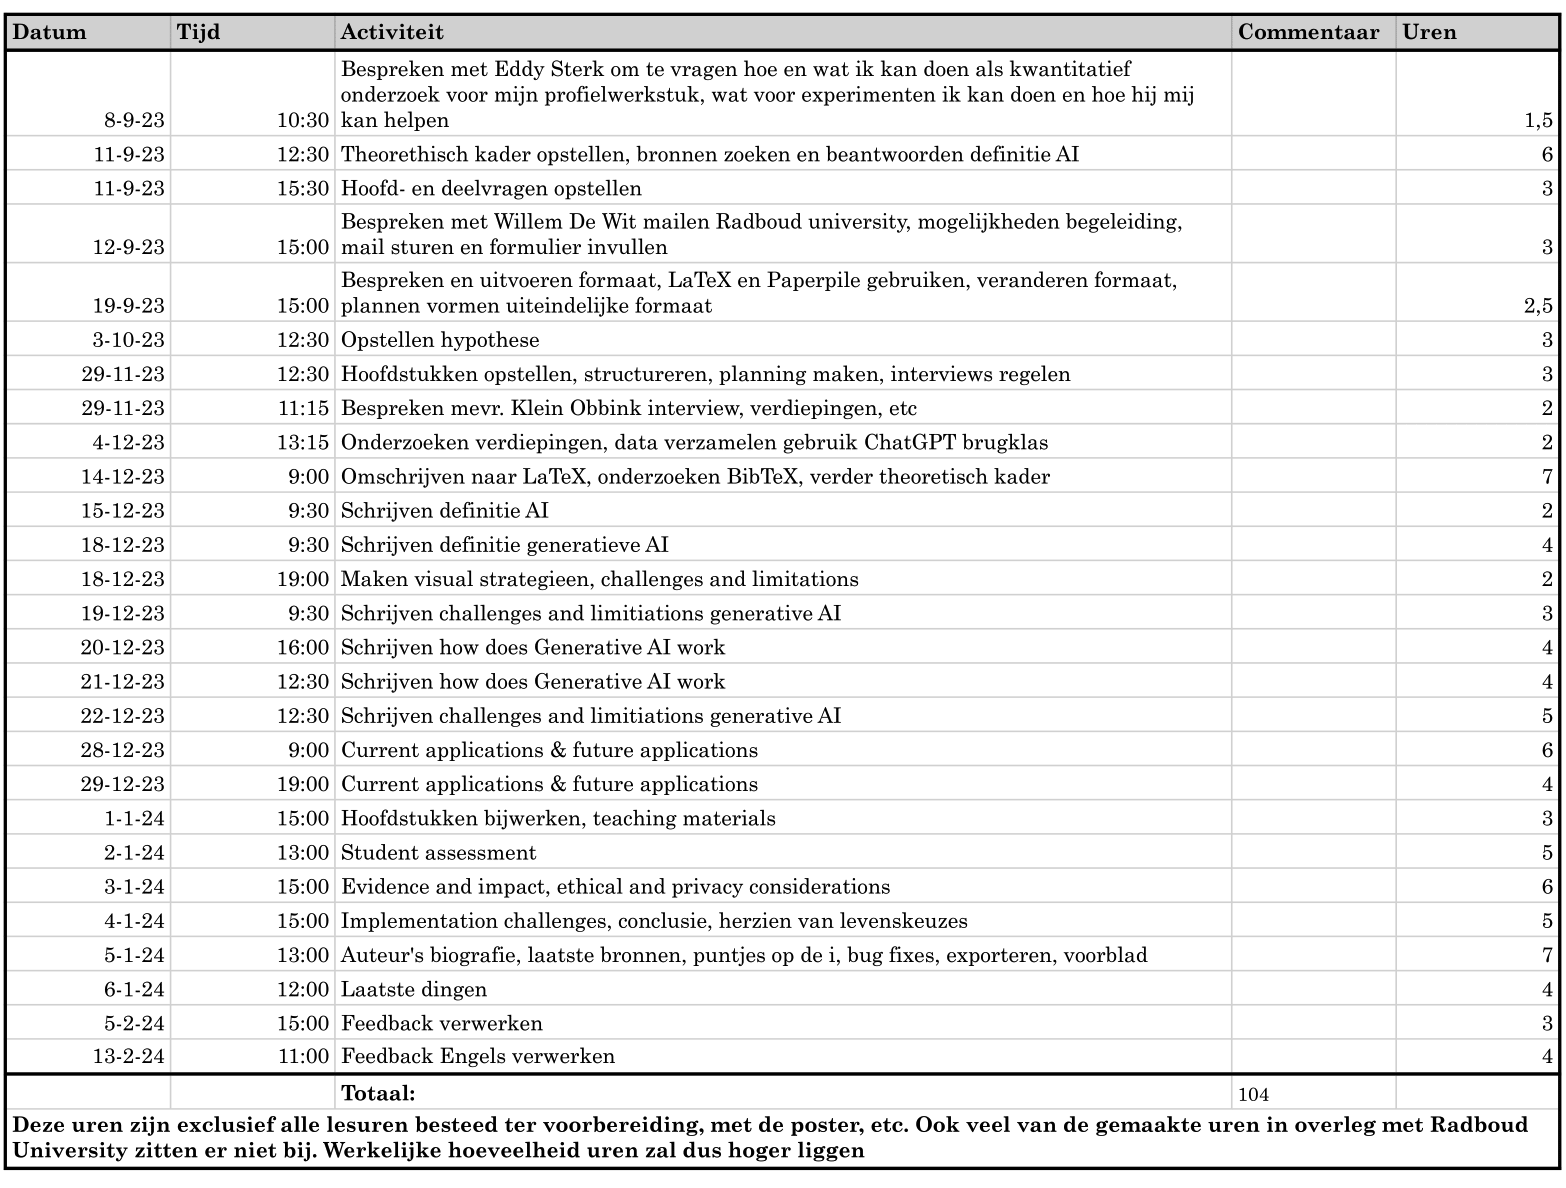 Datum Tijd Activiteit Commentaar Uren
Bespreken met Eddy Sterk om te vragen hoe en wat ik kan doen als kwantitatief
onderzoek voor mijn profielwerkstuk, wat voor experimenten ik kan doen en hoe hij mij
8-9-23 10:30 kan helpen 1,5
11-9-23 12:30 Theorethisch kader opstellen, bronnen zoeken en beantwoorden definitie AI 6
11-9-23 15:30 Hoofd- en deelvragen opstellen 3
Bespreken met Willem De Wit mailen Radboud university, mogelijkheden begeleiding,
12-9-23 15:00 mail sturen en formulier invullen 3
Bespreken en uitvoeren formaat, LaTeX en Paperpile gebruiken, veranderen formaat,
19-9-23 15:00 plannen vormen uiteindelijke formaat 2,5
3-10-23 12:30 Opstellen hypothese 3
29-11-23 12:30 Hoofdstukken opstellen, structureren, planning maken, interviews regelen 3
29-11-23 11:15 Bespreken mevr. Klein Obbink interview, verdiepingen, etc 2
4-12-23 13:15 Onderzoeken verdiepingen, data verzamelen gebruik ChatGPT brugklas 2
14-12-23 9:00 Omschrijven naar LaTeX, onderzoeken BibTeX, verder theoretisch kader 7
15-12-23 9:30 Schrijven definitie AI 2
18-12-23 9:30 Schrijven definitie generatieve AI 4
18-12-23 19:00 Maken visual strategieen, challenges and limitations 2
19-12-23 9:30 Schrijven challenges and limitiations generative AI 3
20-12-23 16:00 Schrijven how does Generative AI work 4
21-12-23 12:30 Schrijven how does Generative AI work 4
22-12-23 12:30 Schrijven challenges and limitiations generative AI 5
28-12-23 9:00 Current applications & future applications 6
29-12-23 19:00 Current applications & future applications 4
1-1-24 15:00 Hoofdstukken bijwerken, teaching materials 3
2-1-24 13:00 Student assessment 5
3-1-24 15:00 Evidence and impact, ethical and privacy considerations 6
4-1-24 15:00 Implementation challenges, conclusie, herzien van levenskeuzes 5
5-1-24 13:00 Auteur's biografie, laatste bronnen, puntjes op de i, bug fixes, exporteren, voorblad 7
6-1-24 12:00 Laatste dingen 4
5-2-24 15:00 Feedback verwerken 3
13-2-24 11:00 Feedback Engels verwerken 4
Totaal: 104
Deze uren zijn exclusief alle lesuren besteed ter voorbereiding, met de poster, etc. Ook veel van de gemaakte uren in overleg met Radboud
University zitten er niet bij. Werkelijke hoeveelheid uren zal dus hoger liggen